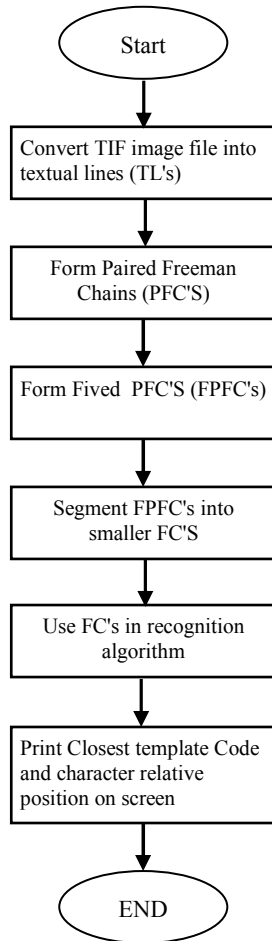 Start
Convert TIF image file into
textual lines (TL's)
Form Paired Freeman
Chains (PFC'S)
Form Fived PFC'S (FPFC's)
Segment FPFC's into
smaller FC'S
Use FC's in recognition
algorithm
Print Closest template Code
and character relative
position on screen
END